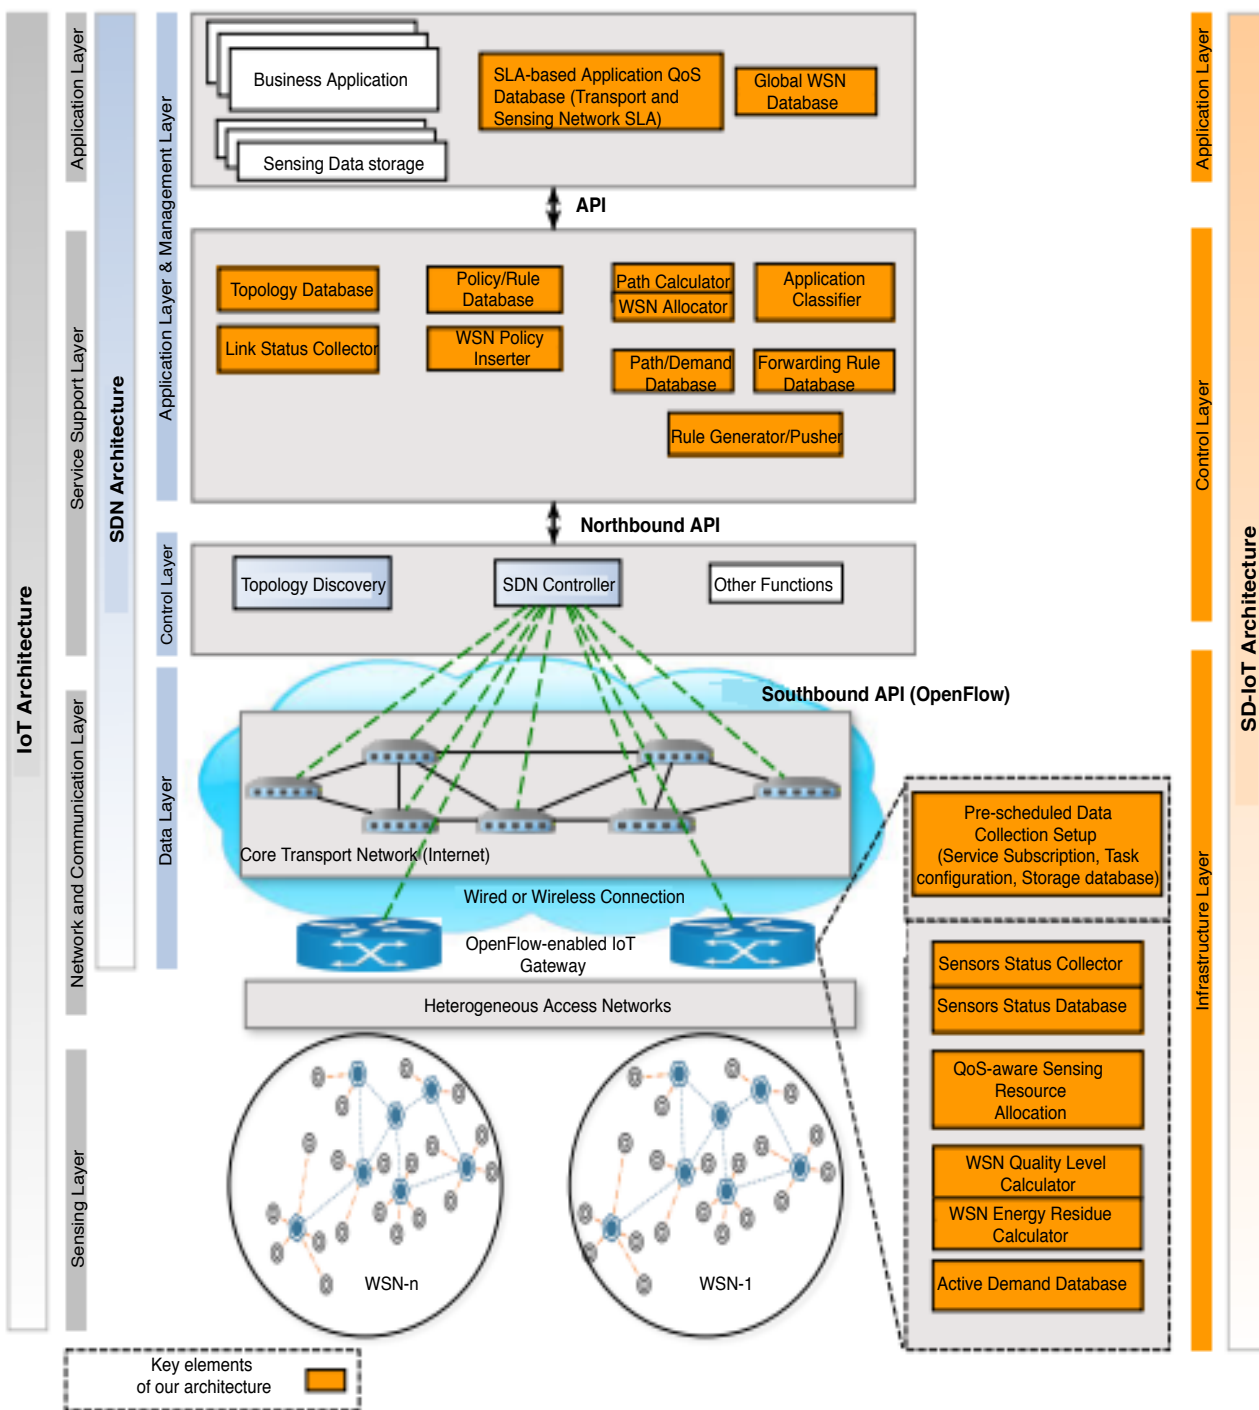 IoT Architecture
Application Layer
Service Support Layer
Network and Communication Layer
Sensing Layer
SDN Architecture
Application Layer & Management Layer
Control Layer
Data Layer
Business Application
Sensing Data storage
SLA-based Application QoS
Database (Transport and
Sensing Network SLA)
Global WSN
Database
API
Topology Database
Link Status Collector
Policy/Rule
Database
WSN Policy
Inserter
Path Calculator
WSN Allocator
Application
Classifier
Path/Demand
Database
Forwarding Rule
Database
Rule Generator/Pusher
Northbound API
Topology Discovery
SDN Controller
Other Functions
Southbound API (OpenFlow)
Core Transport Network (Internet)
Wired or Wireless Connection
OpenFlow-enabled IoT
Gateway
Heterogeneous Access Networks
WSN-n
WSN-1
Pre-scheduled Data
Collection Setup
(Service Subscription, Task
configuration, Storage database)
Sensors Status Collector
Sensors Status Database
QoS-aware Sensing
Resource
Allocation
WSN Quality Level
Calculator
WSN Energy Residue
Calculator
Active Demand Database
Application Layer
Control Layer
Infrastructure Layer
SD-IoT Architecture
Key elements
of our architecture